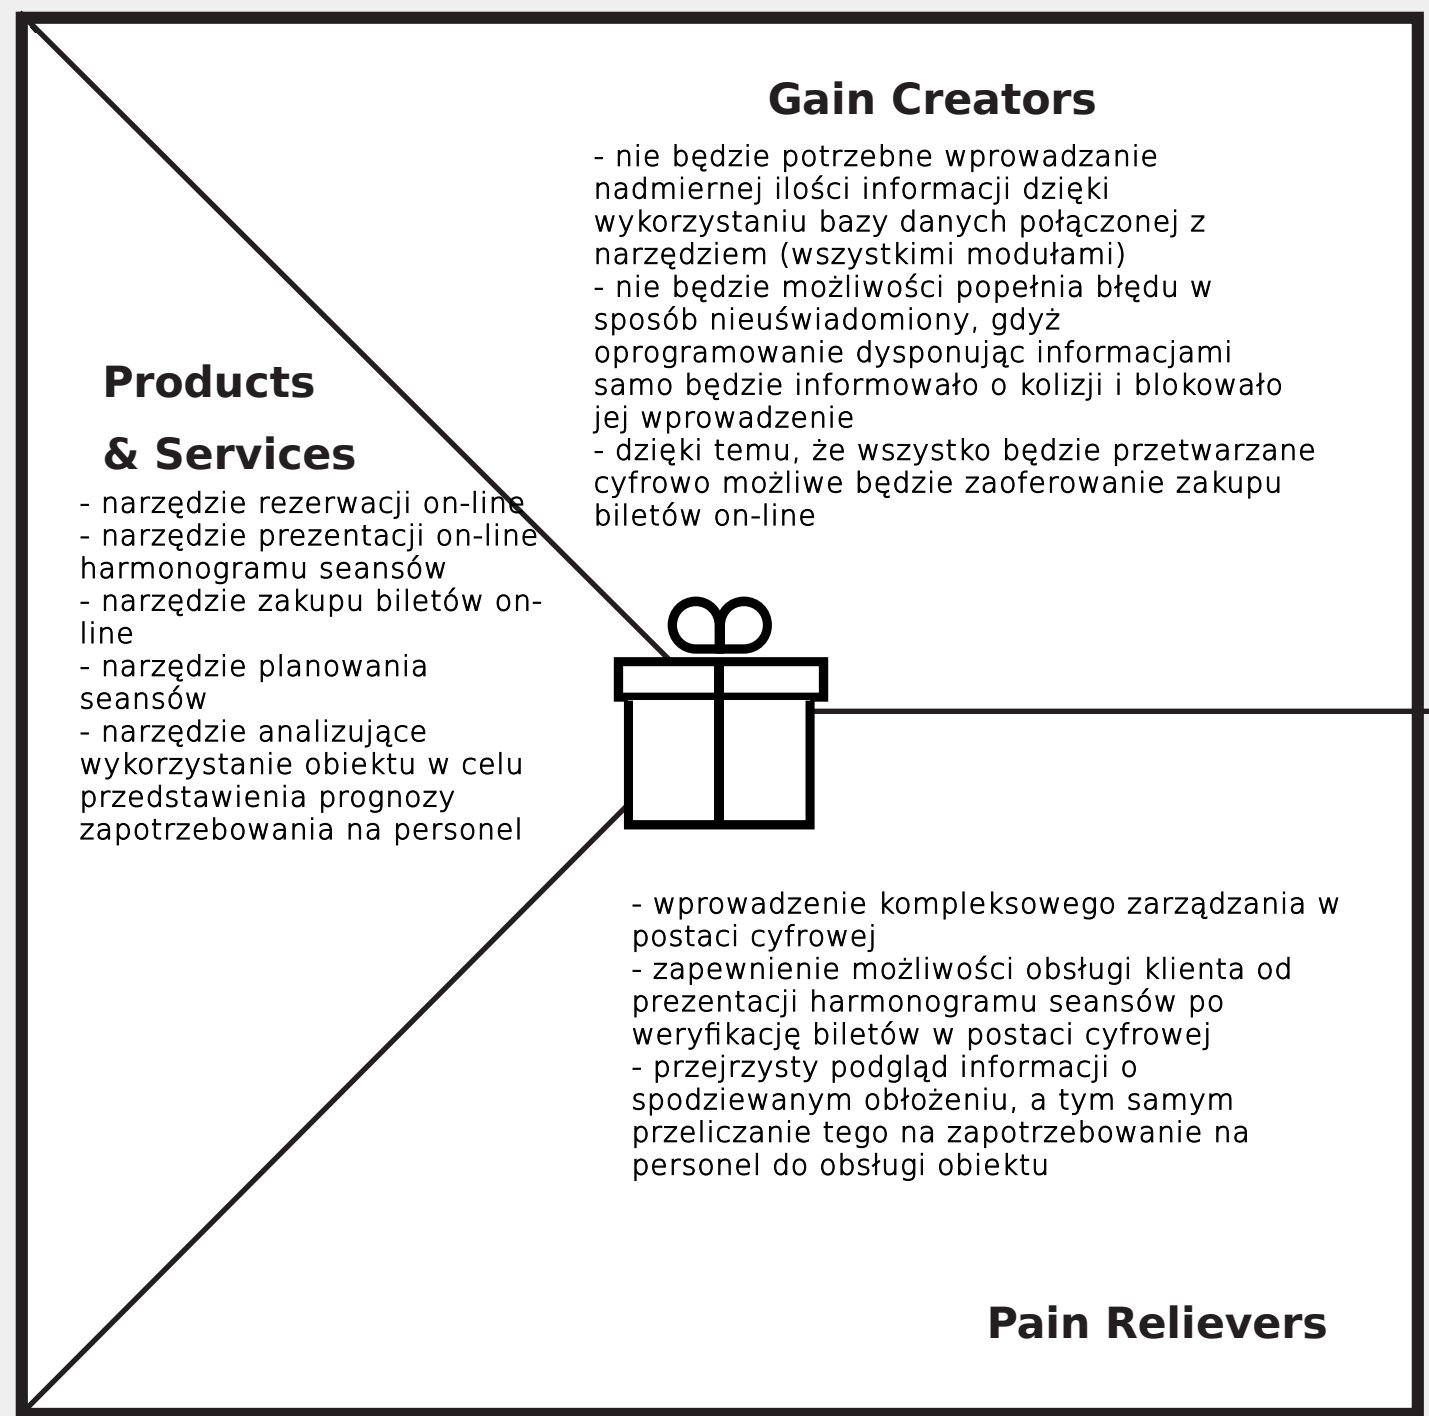 Gain Creators
- nie będzie potrzebne wprowadzanie
nadmiernej ilości informacji dzięki
wykorzystaniu bazy danych połączonej z
narzędziem (wszystkimi modułami)
- nie będzie możliwości popełnia błędu w
sposób nieuświadomiony, gdyż
oprogramowanie dysponując informacjami
samo będzie informowało o kolizji i blokowało
jej wprowadzenie
- dzięki temu, że wszystko będzie przetwarzane
cyfrowo możliwe będzie zaoferowanie zakupu
biletów on-line
Products
& Services
- narzędzie rezerwacji on-line
- narzędzie prezentacji on-line
harmonogramu seansów
- narzędzie zakupu biletów on-
line
- narzędzie planowania
seansów
- narzędzie analizujące
wykorzystanie obiektu w celu
przedstawienia prognozy
zapotrzebowania na personel
- wprowadzenie kompleksowego zarządzania w
postaci cyfrowej
- zapewnienie możliwości obsługi klienta od
prezentacji harmonogramu seansów po
weryfikację biletów w postaci cyfrowej
- przejrzysty podgląd informacji o
spodziewanym obłożeniu, a tym samym
przeliczanie tego na zapotrzebowanie na
personel do obsługi obiektu
Pain Relievers